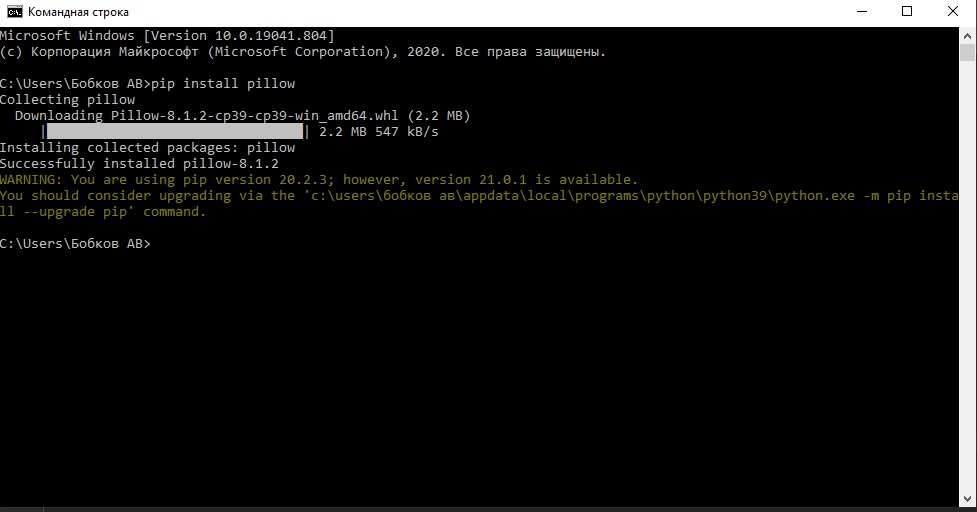 Командная строка
Microsoft Windows [Version 10.0.19041.804]
(c) Корпорация Майкрософт (Microsoft Corporation), 2020. Все права защищены.
C:\Users\Бобков АВ>pip install pillow
Collecting pillow
  Downloading Pillow-8.1.2-cp39-cp39-win_amd64.whl (2.2 MB)
     |████████████████████████████████| 2.2 MB 547 kB/s
Installing collected packages: pillow
Successfully installed pillow-8.1.2
WARNING: You are using pip version 20.2.3; however, version 21.0.1 is available.
You should consider upgrading via the 'c:\users\бобков ав\appdata\local\programs\python\python39\python.exe -m pip insta
ll --upgrade pip' command.
C:\Users\Бобков АВ>